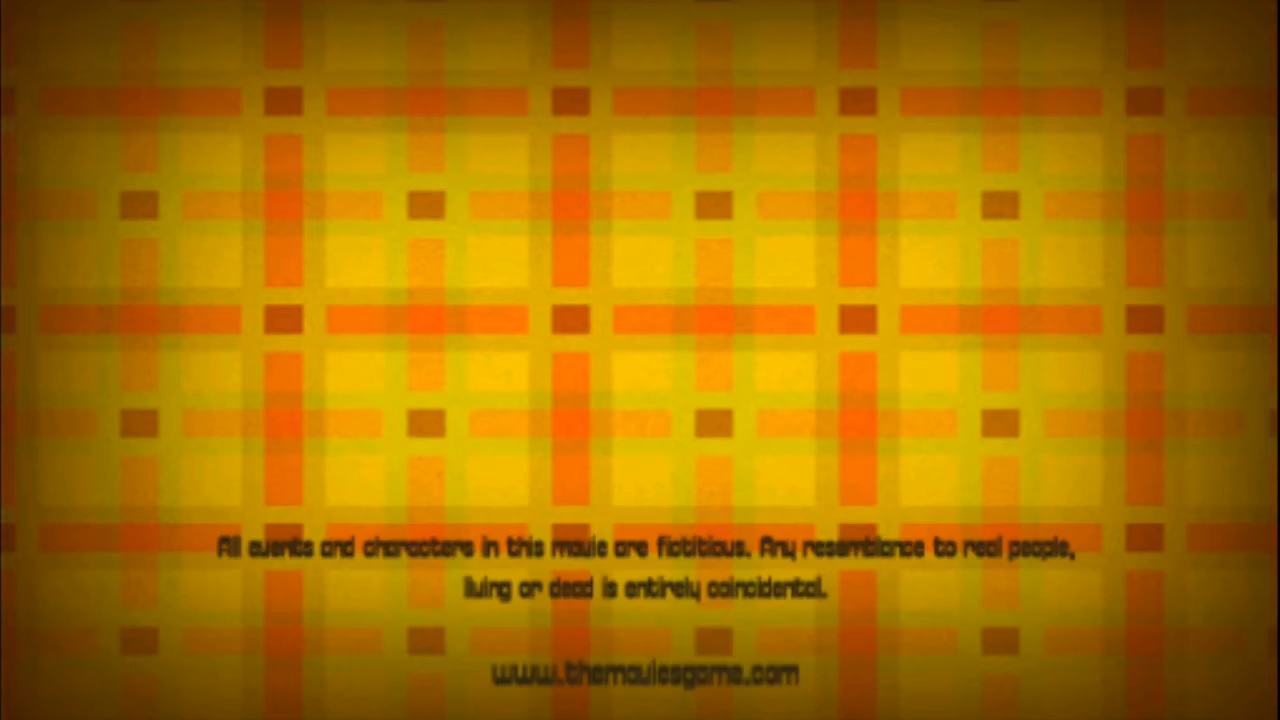 All events and characters in this movie are fictitious. Any resemblance to real people,
living or dead is entirely coincidental.
www.themoviesgame.com